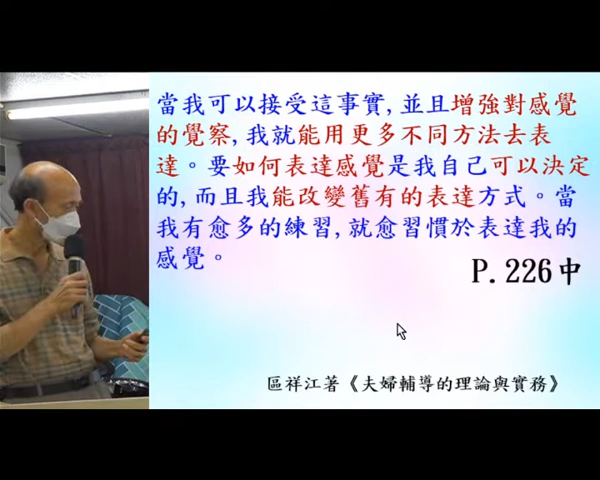 當我可以接受這事實,並且增強對感覺
的覺察,我就能用更多不同方法去表
達。要如何表達感覺是我自己可以決定
的,而且我能改變舊有的表達方式。當
我有愈多的練習,就愈習慣於表達我的
感覺。
P.226中
區祥江著《夫婦輔導的理論與實務》